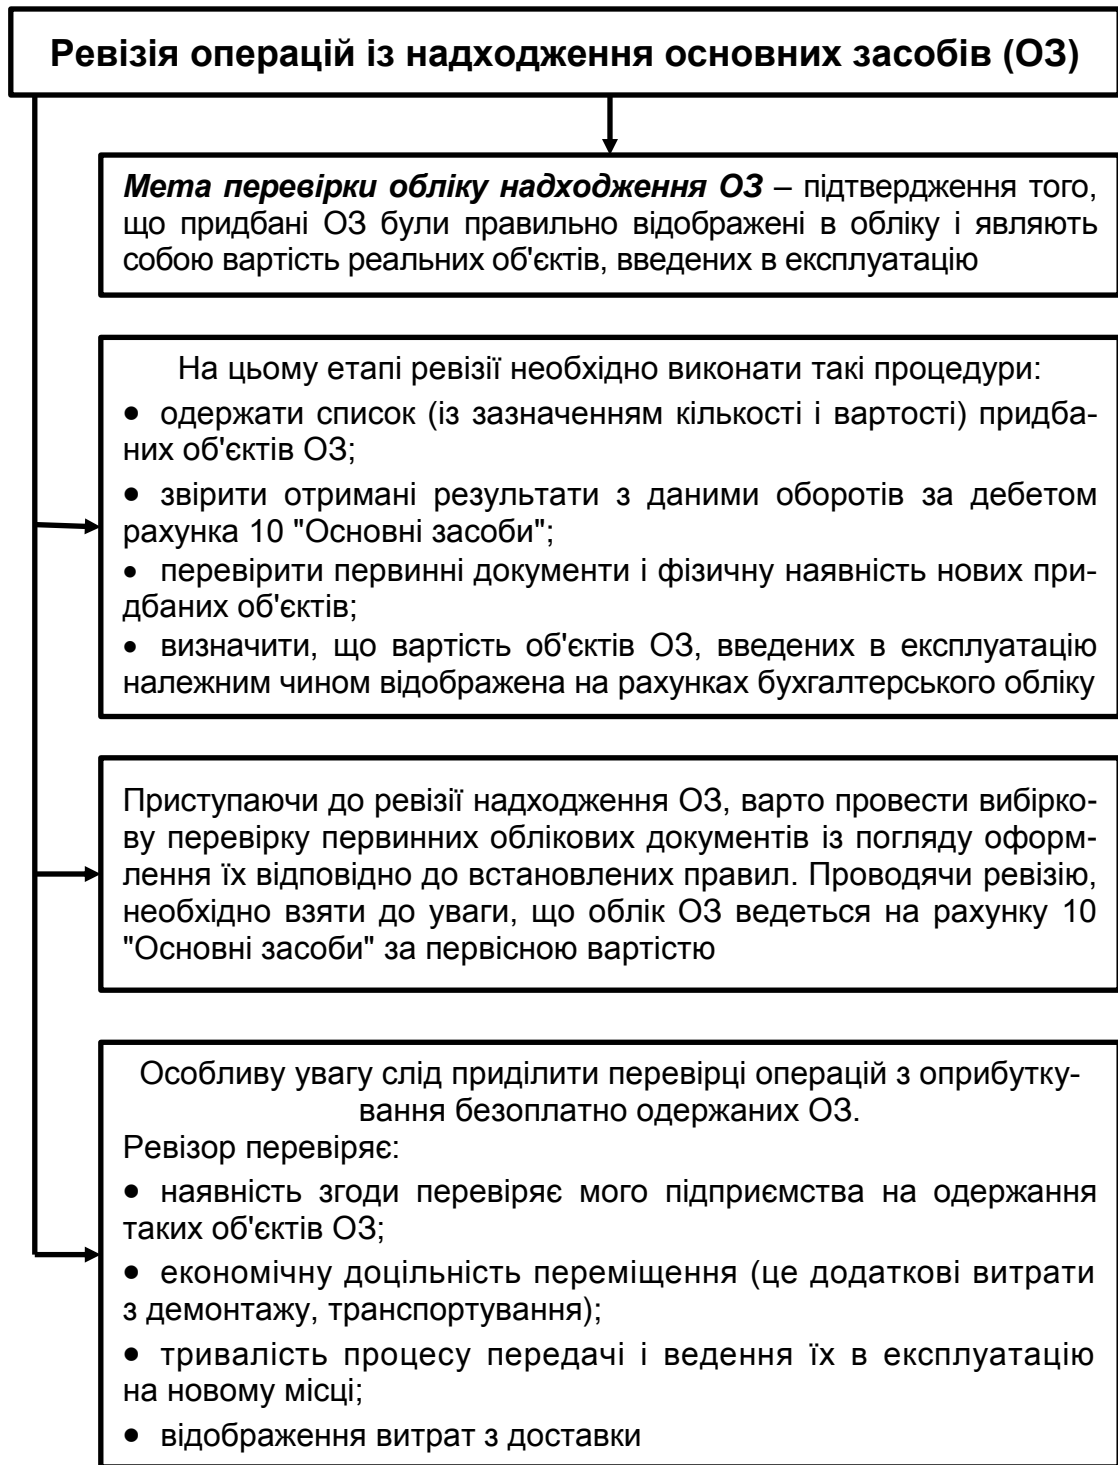 Ревізія операцій із надходження основних засобів (ОЗ)
Мета перевірки обліку надходження ОЗ – підтвердження того,
що придбані ОЗ були правильно відображені в обліку і являють
собою вартість реальних об'єктів, введених в експлуатацію
На цьому етапі ревізії необхідно виконати такі процедури:
• одержати список (із зазначенням кількості і вартості) придба-
них об'єктів ОЗ;
• звірити отримані результати з даними оборотів за дебетом
рахунка 10 "Основні засоби";
• перевірити первинні документи і фізичну наявність нових при-
дбаних об'єктів;
• визначити, що вартість об'єктів ОЗ, введених в експлуатацію
належним чином відображена на рахунках бухгалтерського обліку
Приступаючи до ревізії надходження ОЗ, варто провести вибірко-
ву перевірку первинних облікових документів із погляду оформ-
лення їх відповідно до встановлених правил. Проводячи ревізію,
необхідно взяти до уваги, що облік ОЗ ведеться на рахунку 10
"Основні засоби" за первісною вартістю
Особливу увагу слід приділити перевірці операцій з оприбутку-
вання безоплатно одержаних ОЗ.
Ревізор перевіряє:
• наявність згоди перевіряє мого підприємства на одержання
таких об'єктів ОЗ;
• економічну доцільність переміщення (це додаткові витрати
з демонтажу, транспортування);
• тривалість процесу передачі і ведення їх в експлуатацію
на новому місці;
• відображення витрат з доставки